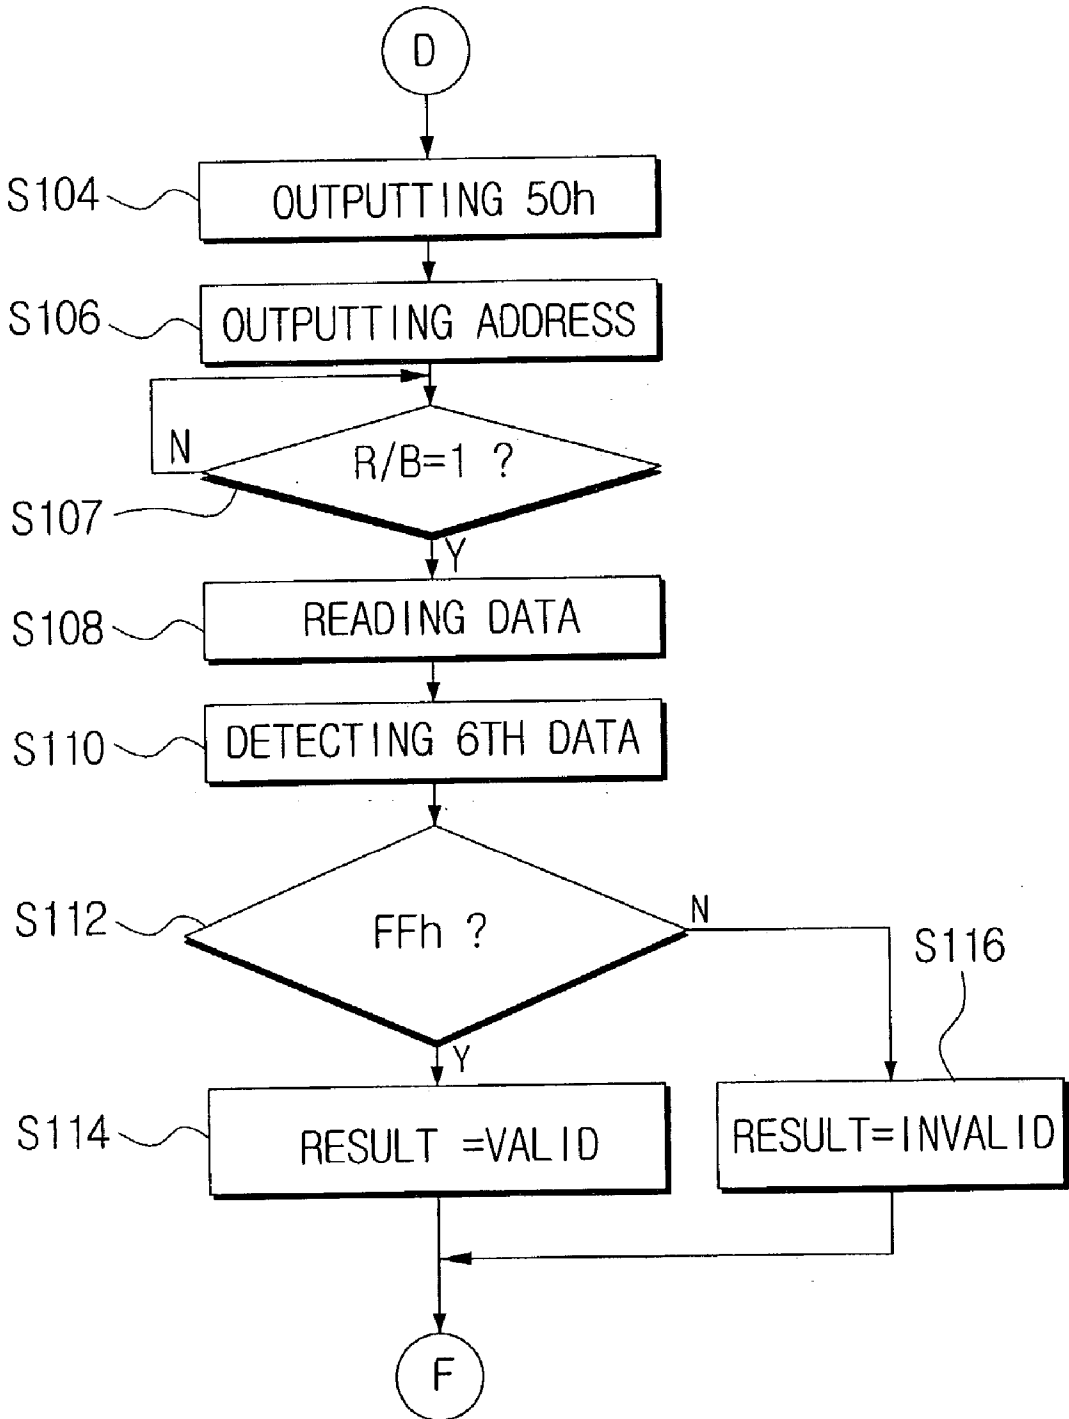 D
S104
OUTPUTTING 50h
S106
OUTPUTTING ADDRESS
N
R/B=1 ?
S107
Y
S108
READING DATA
S110
DETECTING 6TH DATA
S112
FFh ?
N
S116
Y
S114
RESULT =VALID
RESULT=INVALID
F